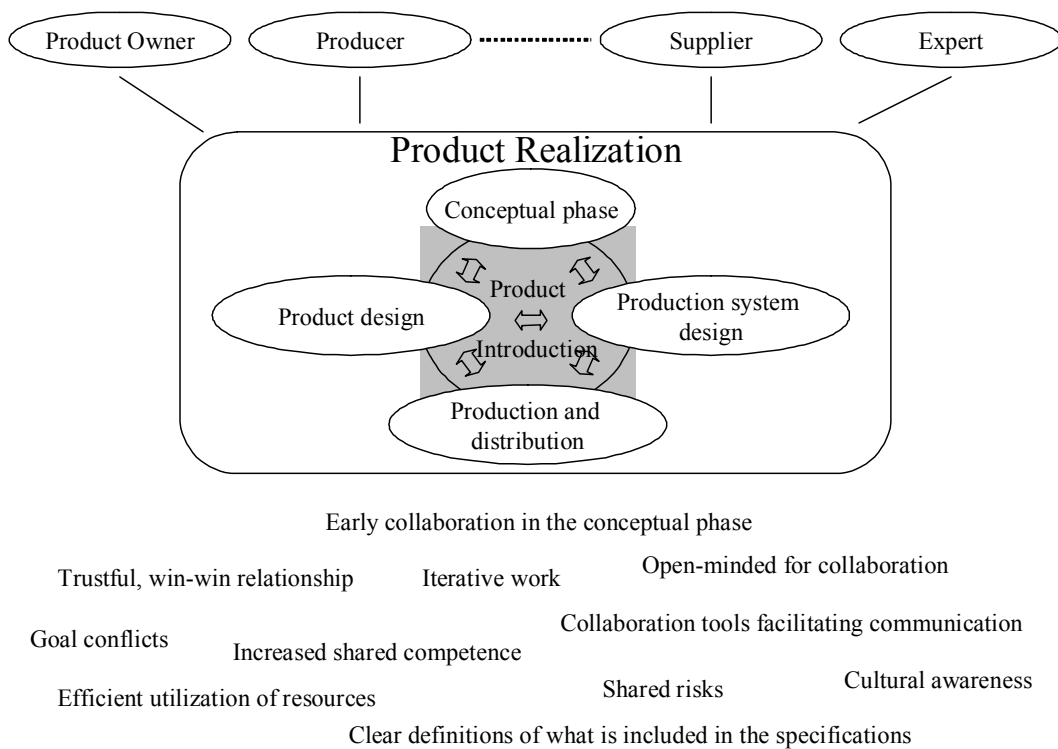 Product Owner
Producer
Supplier
Expert
Product Realization
Conceptual phase
Product
Introduction
Product design
Production system
design
Production and
distribution
Early collaboration in the conceptual phase
Trustful, win-win relationship
Iterative work
Open-minded for collaboration
Goal conflicts
Increased shared competence
Collaboration tools facilitating communication
Efficient utilization of resources
Shared risks
Cultural awareness
Clear definitions of what is included in the specifications